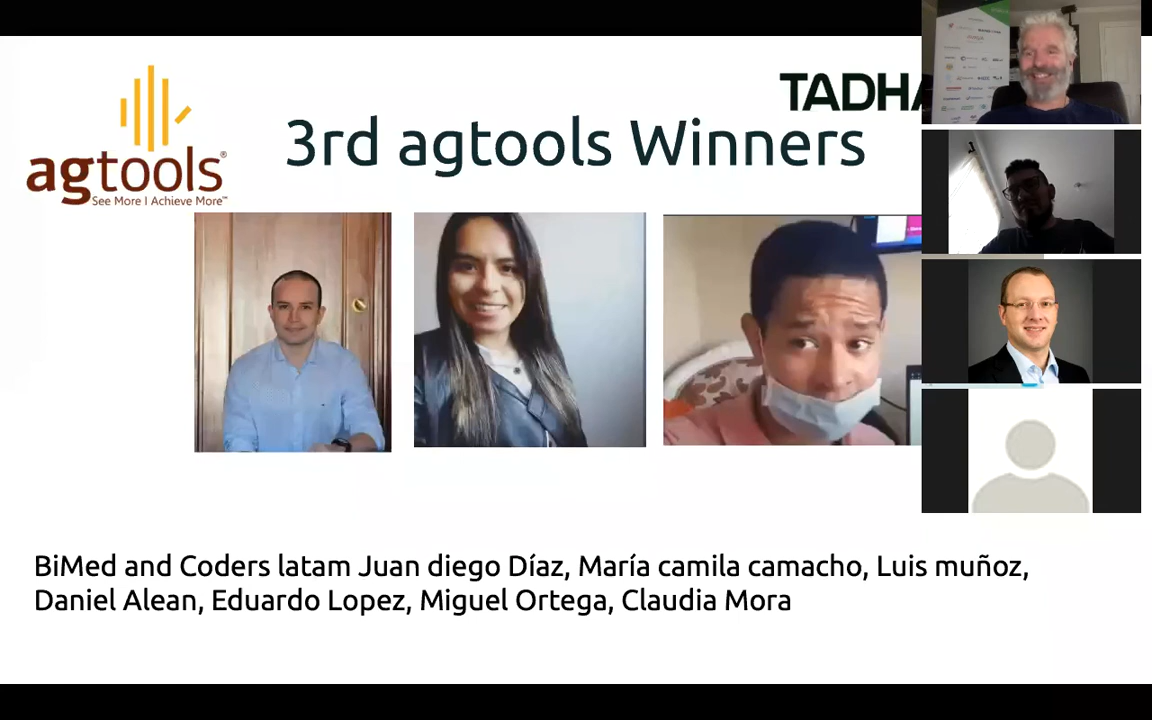 TADHA
3rd agtools Winners
agtools®
See More | Achieve More™
BiMed and Coders latam Juan diego Díaz, María camila camacho, Luis muñoz,
Daniel Alean, Eduardo Lopez, Miguel Ortega, Claudia Mora